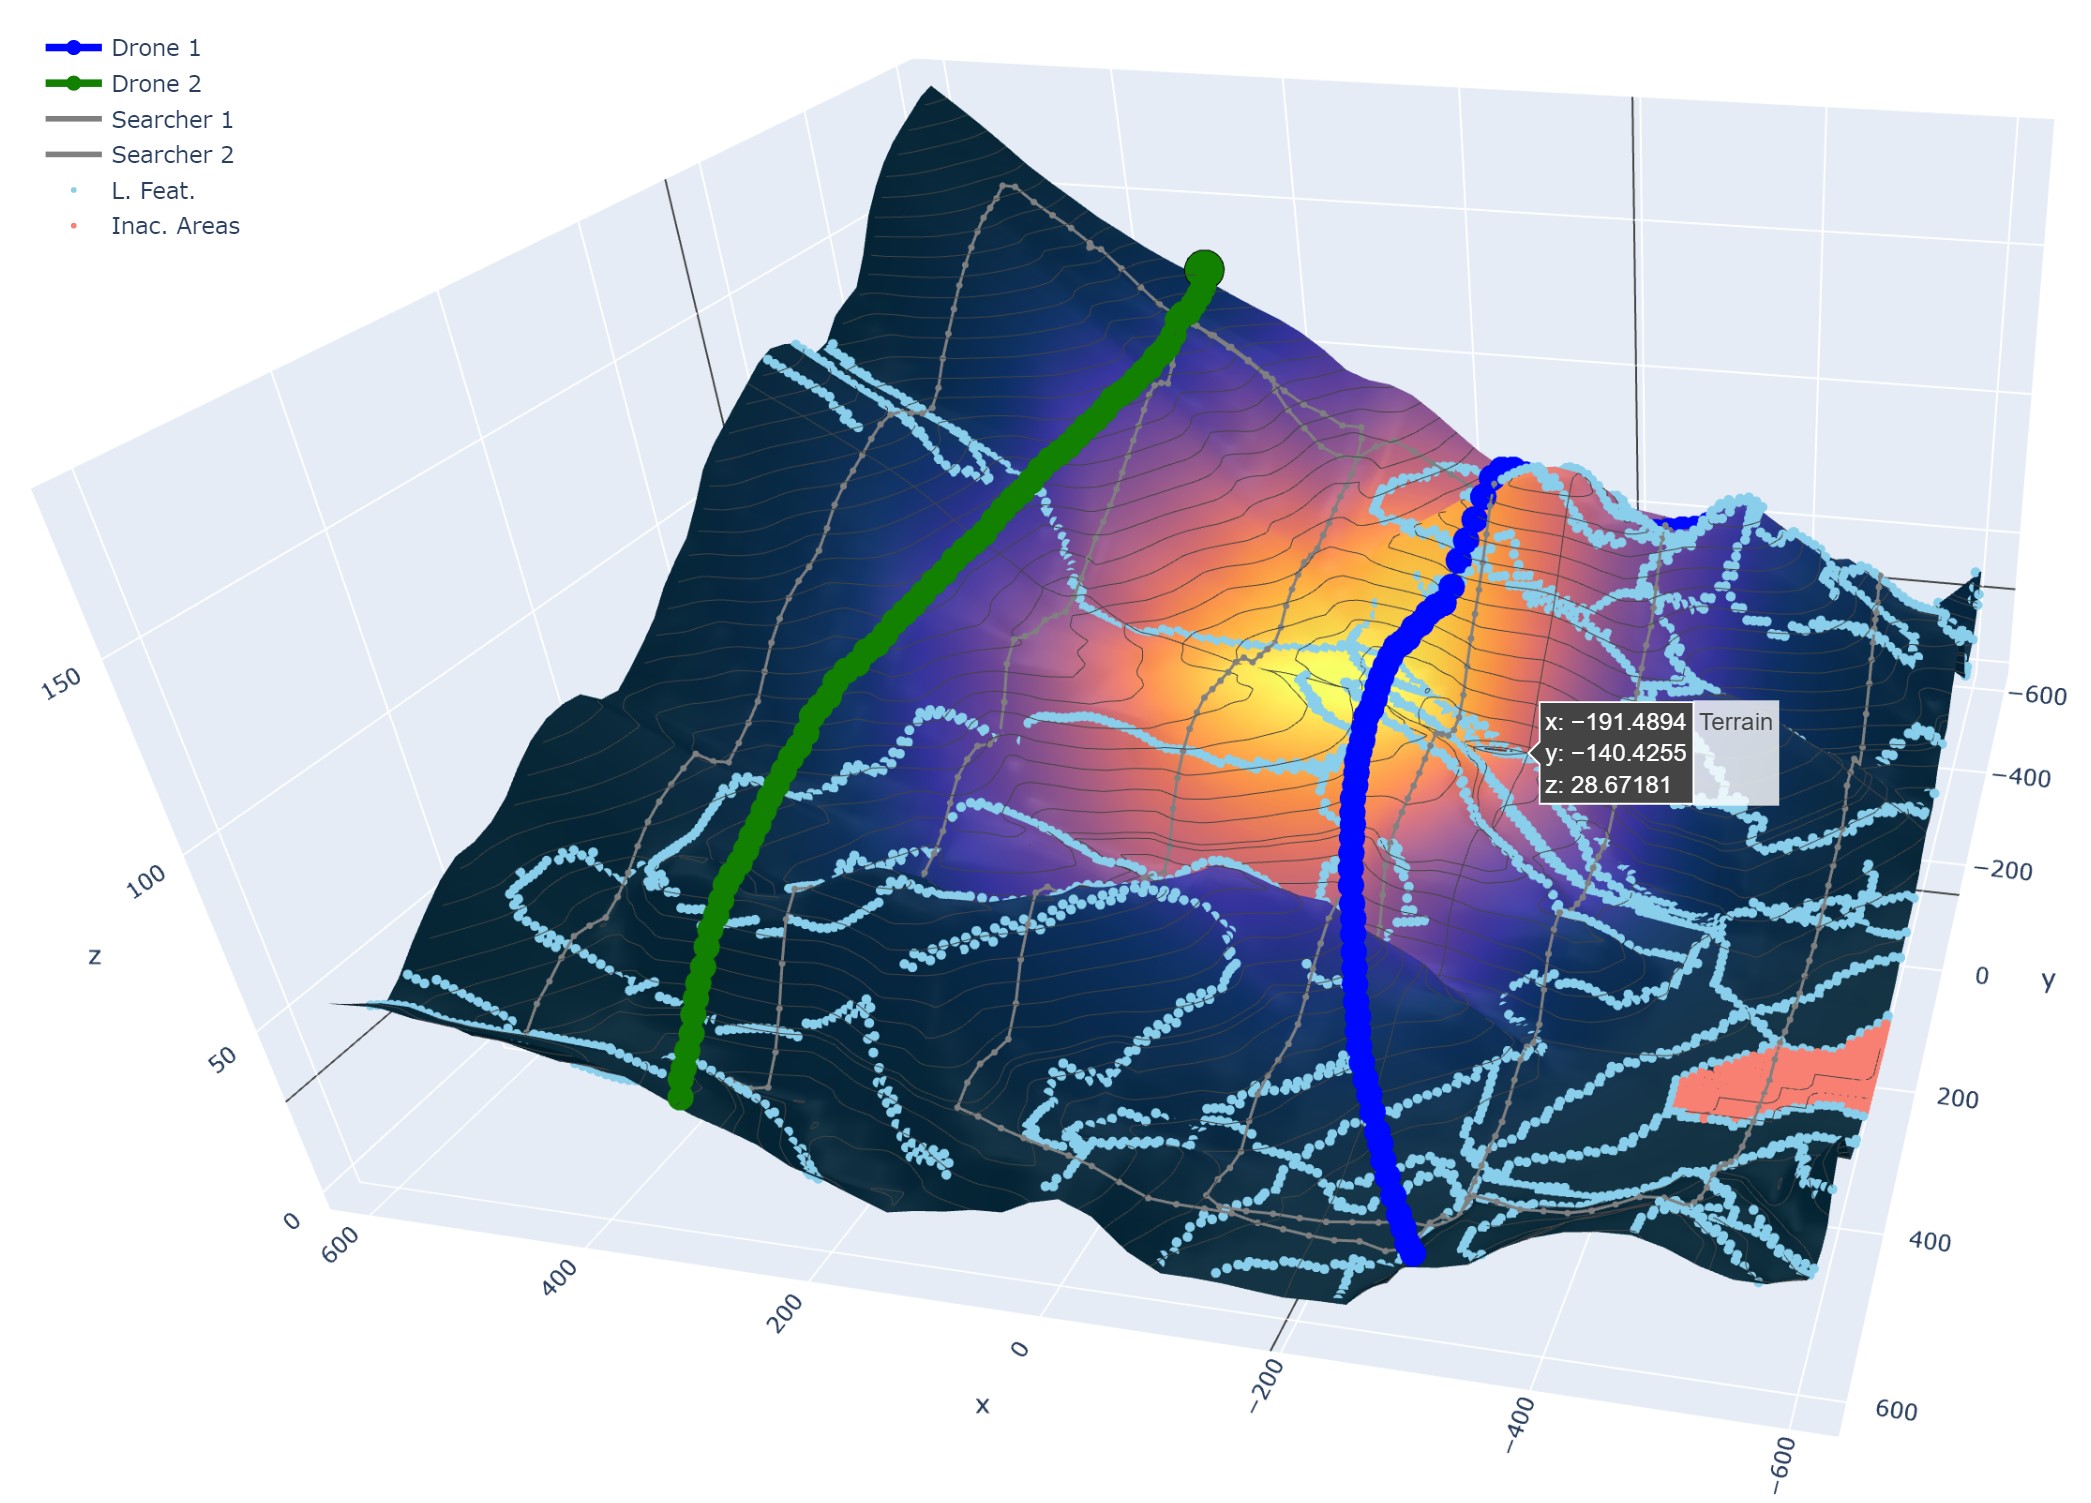 Drone 1
Drone 2
Searcher 1
Searcher 2
L. Feat.
Inac. Areas
x: −191.4894
y: −140.4255
z: 28.67181
Terrain
150
100
50
0
z
600
400
200
0
−200
−400
−600
x
−600
−400
−200
0
200
400
600
y